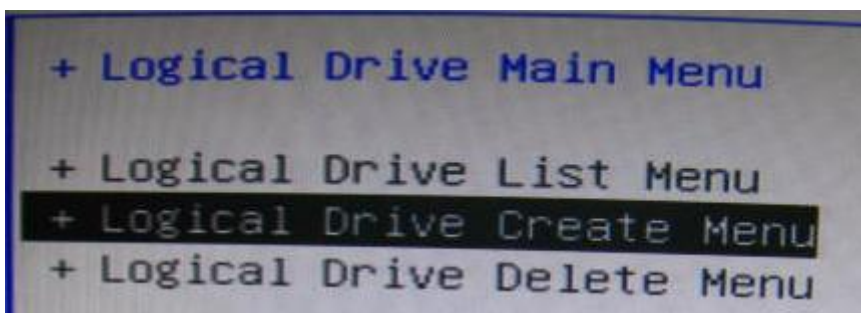 + Logical Drive Main Menu
+ Logical Drive List Menu
+ Logical Drive Create Menu
+ Logical Drive Delete Menu